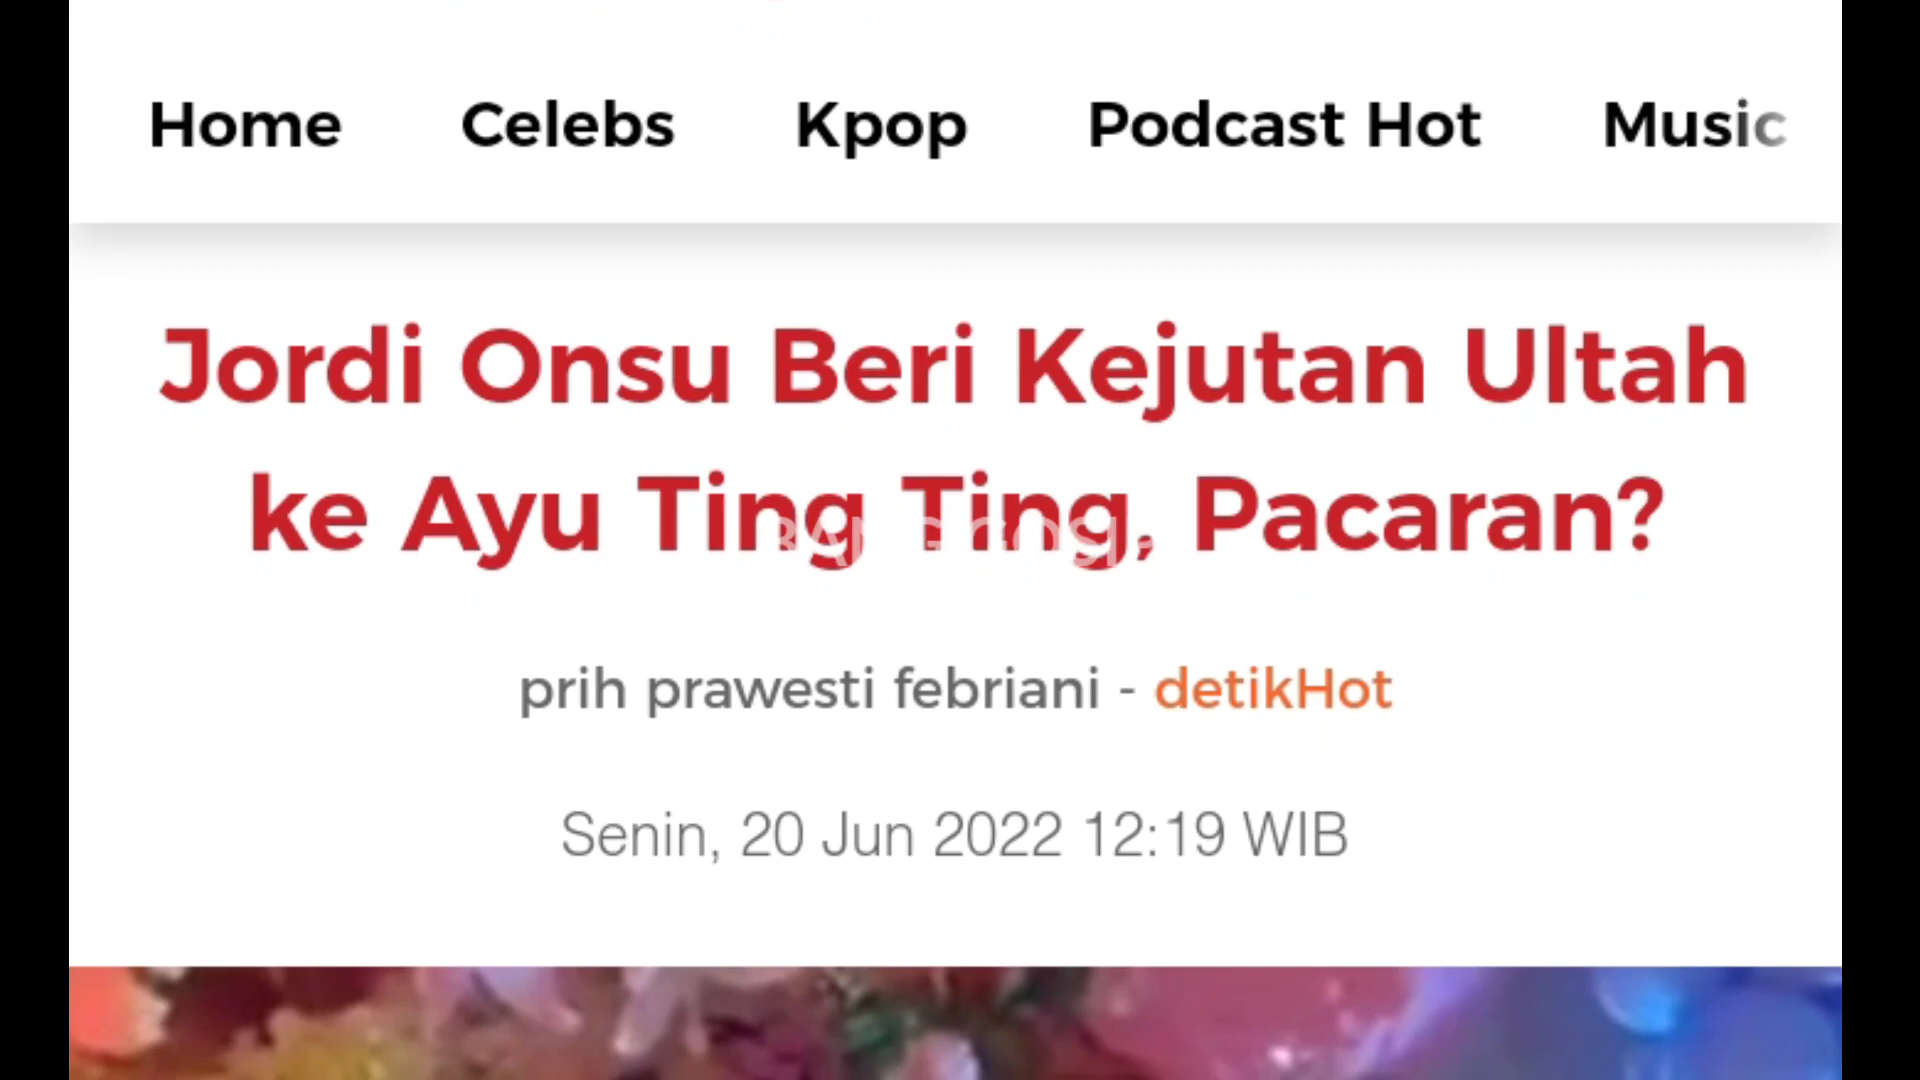 Home Celebs Kpop Podcast Hot Music
Jordi Onsu Beri Kejutan Ultah
ke Ayu Ting Ting, Pacaran?
prih prawesti febriani - detikHot
Senin, 20 Jun 2022 12:19 WIB